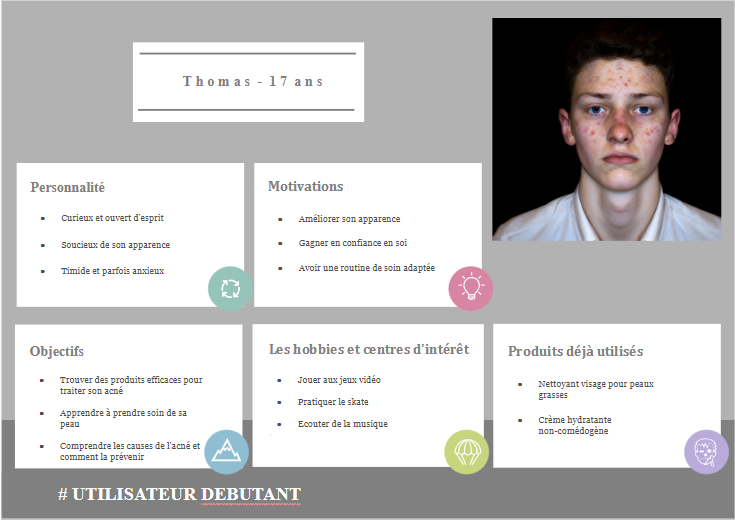 Thomas - 17 ans
Personnalité
• Curieux et ouvert d'esprit
• Soucieux de son apparence
• Timide et parfois anxieux
Motivations
• Améliorer son apparence
• Gagner en confiance en soi
• Avoir une routine de soin adaptée
Objectifs
• Trouver des produits efficaces pour
traiter son acné
• Apprendre à prendre soin de sa
peau
• Comprendre les causes de l'acné et
comment la prévenir
Les hobbies et centres d'intérêt
• Jouer aux jeux vidéo
• Pratiquer le skate
• Ecouter de la musique
Produits déjà utilisés
• Nettoyant visage pour peaux
grasses
• Crème hydratante
non-comédogène
# UTILISATEUR DEBUTANT